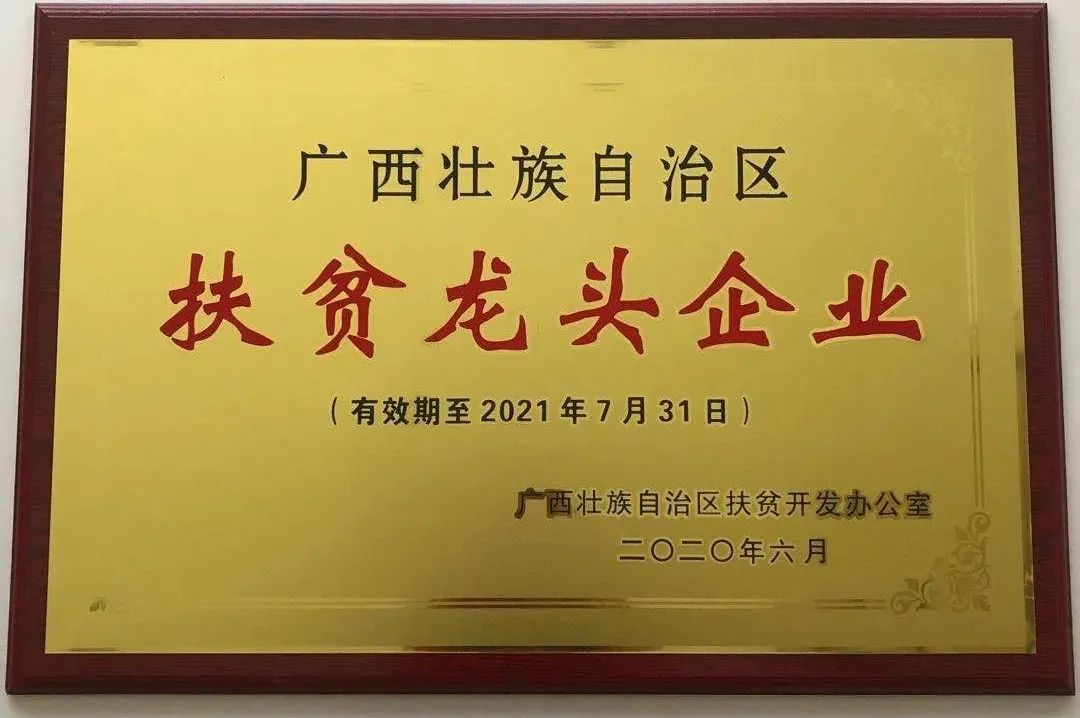 广西壮族自治区
扶贫龙头企业
（有效期至2021年7月31日）
广西壮族自治区扶贫开发办公室
二〇二〇年六月